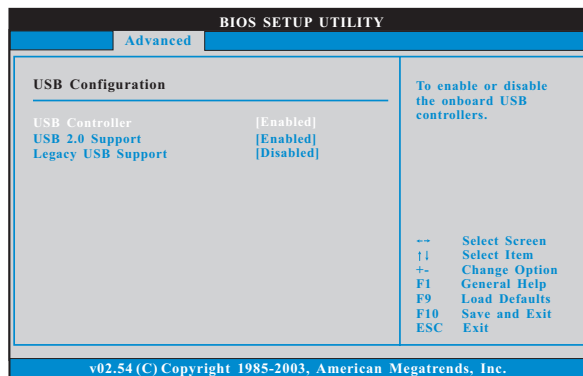 BIOS SETUP UTILITY
Advanced
USB Configuration
USB Controller [Enabled]
USB 2.0 Support [Enabled]
Legacy USB Support [Disabled]
To enable or disable
the onboard USB
controllers.
←→ Select Screen
↑↓ Select Item
+- Change Option
F1 General Help
F9 Load Defaults
F10 Save and Exit
ESC Exit
v02.54 (C) Copyright 1985-2003, American Megatrends, Inc.